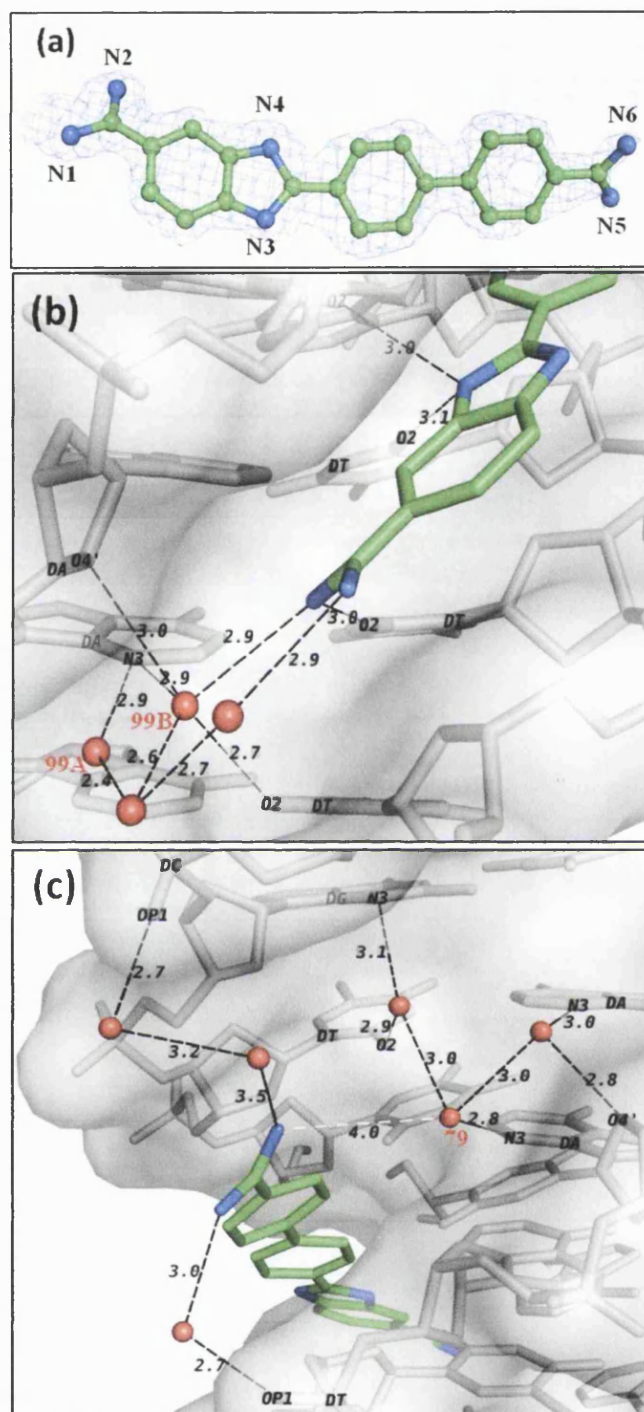 (a)
N2
N4
N6
N1
N3
N5
(b)
O2
3.0
3.1
O2
DT
DA O4'
3.0
O2
DT
DA
N3
3.0
2.9
2.9
2.9
2.9
99B
99A
2.4
2.6
2.7
2.7
O2 DT
(c)
DC
OP1
DG N3
2.7
3.1
N3 DA
3.0
DT
2.9
O2
3.2
3.0
3.0
2.8
3.5
4.0
79
2.8
N3 DA
O4'
3.0
2.7
OP1 DT